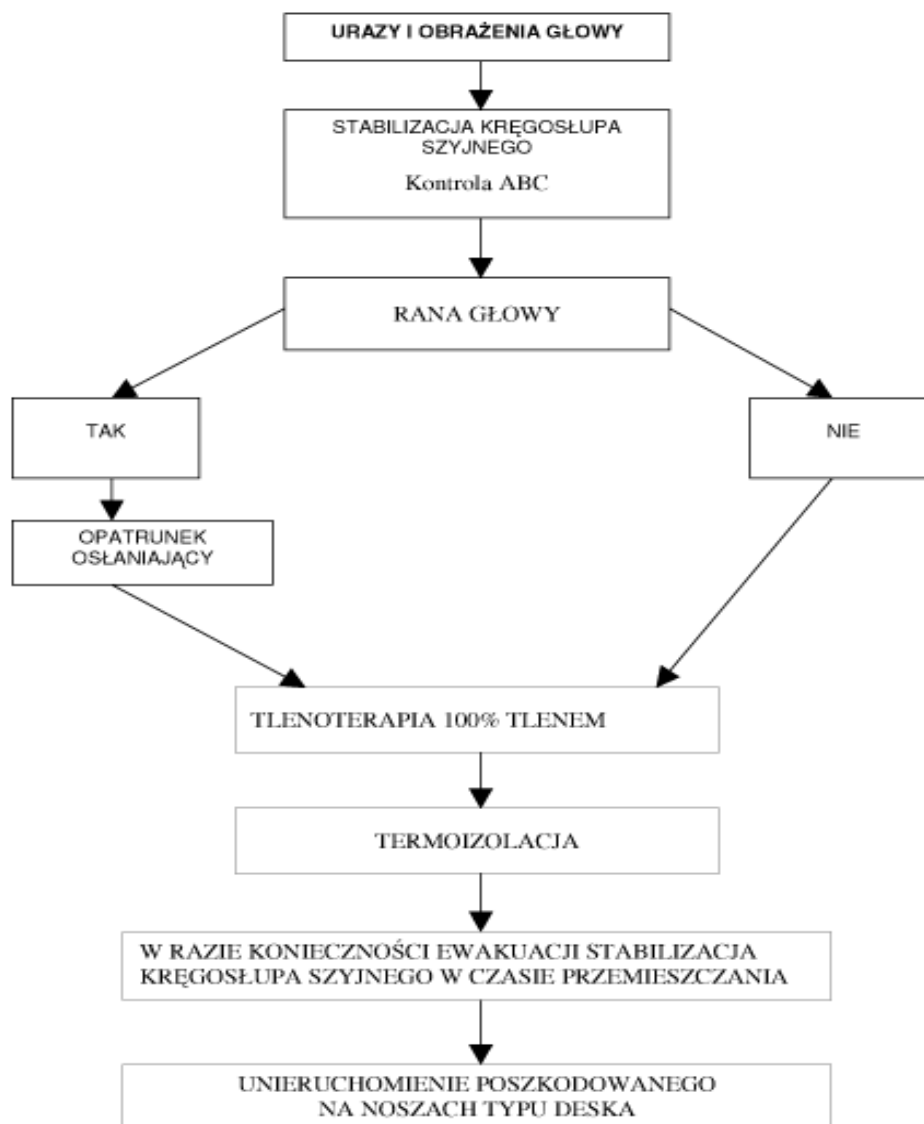 URAZY I OBRAŻENIA GŁOWY
STABILIZACJA KRĘGOSŁUPA
SZYJNEGO
Kontrola ABC
RANA GŁOWY
TAK
NIE
OPATRUNEK
OSŁANIAJĄCY
TLENOTERAPIA 100% TLENEM
TERMOIZOLACJA
W RAZIE KONIECZNOŚCI EWAKUACJI STABILIZACJA
KRĘGOSŁUPA SZYJNEGO W CZASIE PRZEMIESZCZANIA
UNIERUCHOMIENIE POSZKODOWANEGO
NA NOSZACH TYPU DESKA